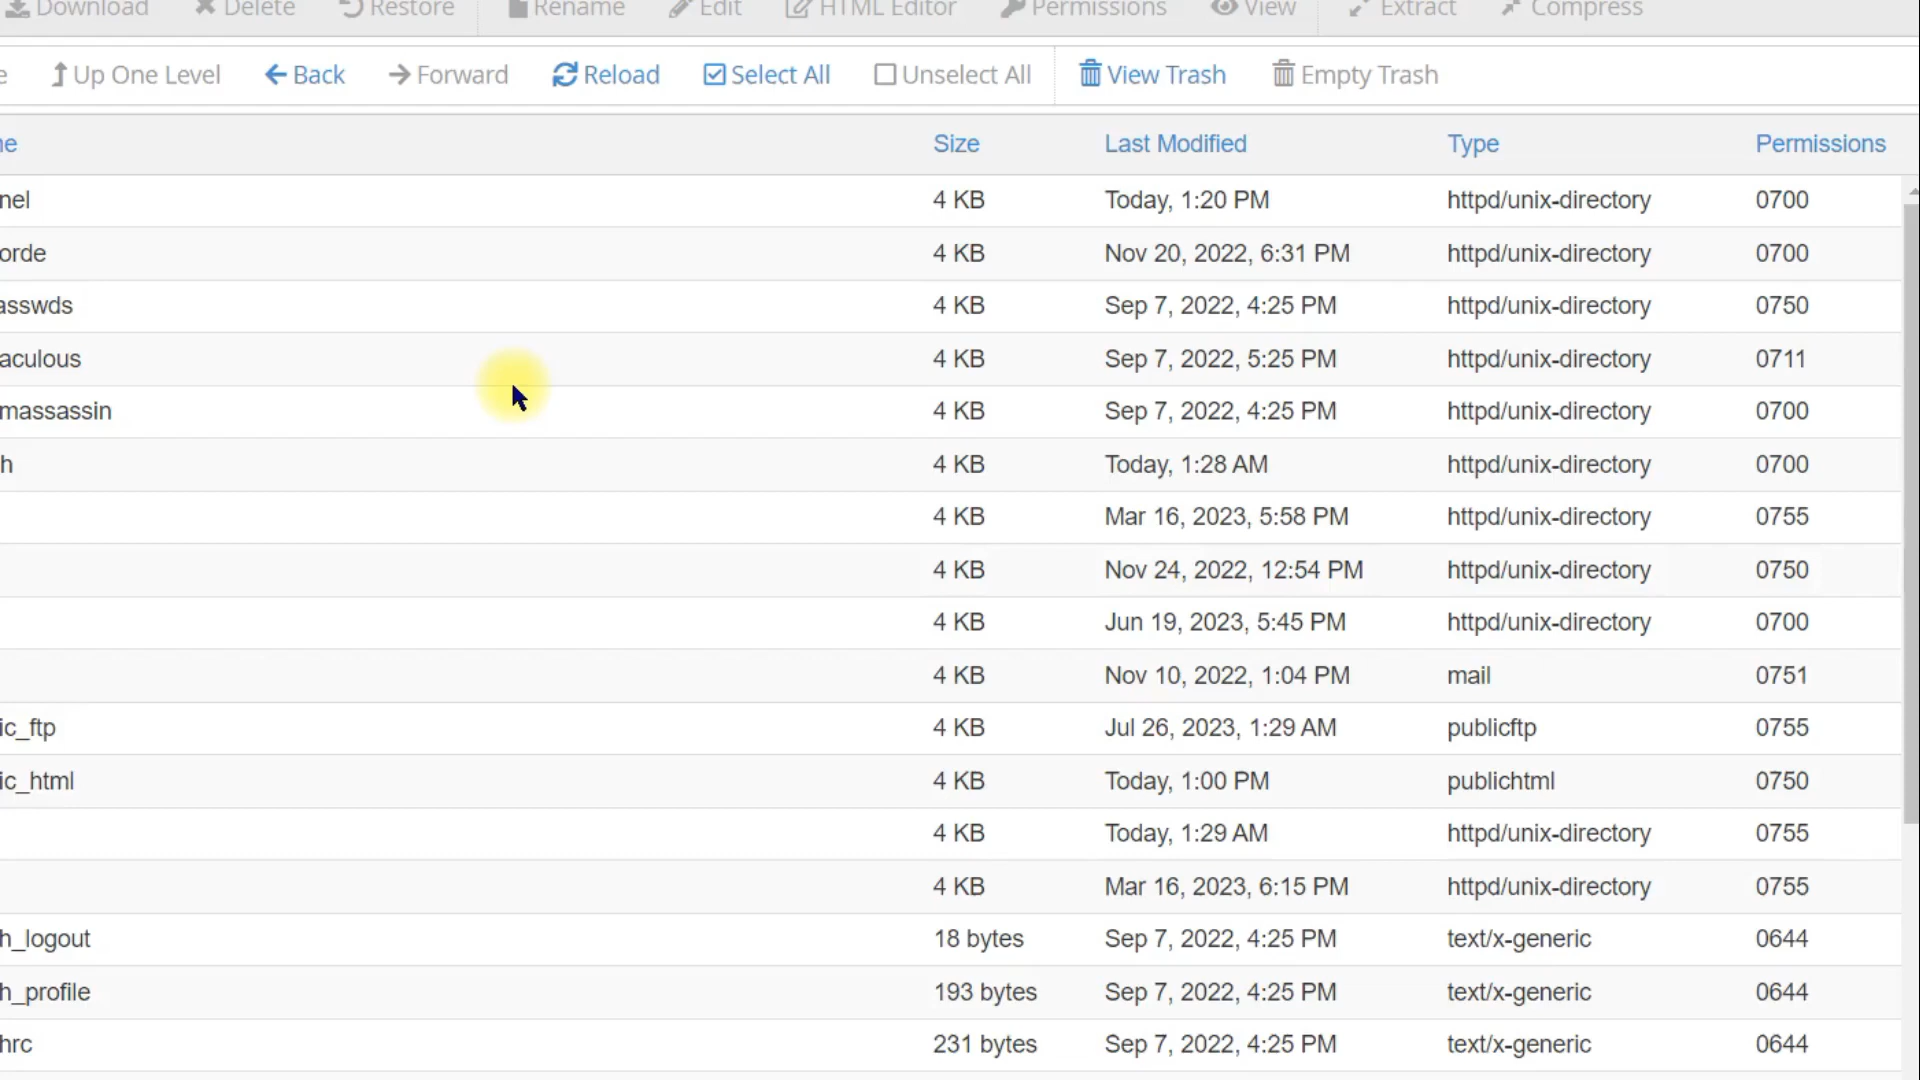 Download Delete Restore Rename Edit HTML Editor Permissions View Extract Compress
e Up One Level Back Forward Reload Select All Unselect All View Trash Empty Trash
ne Size Last Modified Type Permissions
nel 4 KB Today, 1:20 PM httpd/unix-directory 0700
orde 4 KB Nov 20, 2022, 6:31 PM httpd/unix-directory 0700
asswds 4 KB Sep 7, 2022, 4:25 PM httpd/unix-directory 0750
aculous 4 KB Sep 7, 2022, 5:25 PM httpd/unix-directory 0711
massassin 4 KB Sep 7, 2022, 4:25 PM httpd/unix-directory 0700
h 4 KB Today, 1:28 AM httpd/unix-directory 0700
4 KB Mar 16, 2023, 5:58 PM httpd/unix-directory 0755
4 KB Nov 24, 2022, 12:54 PM httpd/unix-directory 0750
4 KB Jun 19, 2023, 5:45 PM httpd/unix-directory 0700
4 KB Nov 10, 2022, 1:04 PM mail 0751
ic_ftp 4 KB Jul 26, 2023, 1:29 AM publicftp 0755
ic_html 4 KB Today, 1:00 PM publichtml 0750
4 KB Today, 1:29 AM httpd/unix-directory 0755
4 KB Mar 16, 2023, 6:15 PM httpd/unix-directory 0755
h_logout 18 bytes Sep 7, 2022, 4:25 PM text/x-generic 0644
h_profile 193 bytes Sep 7, 2022, 4:25 PM text/x-generic 0644
hrc 231 bytes Sep 7, 2022, 4:25 PM text/x-generic 0644